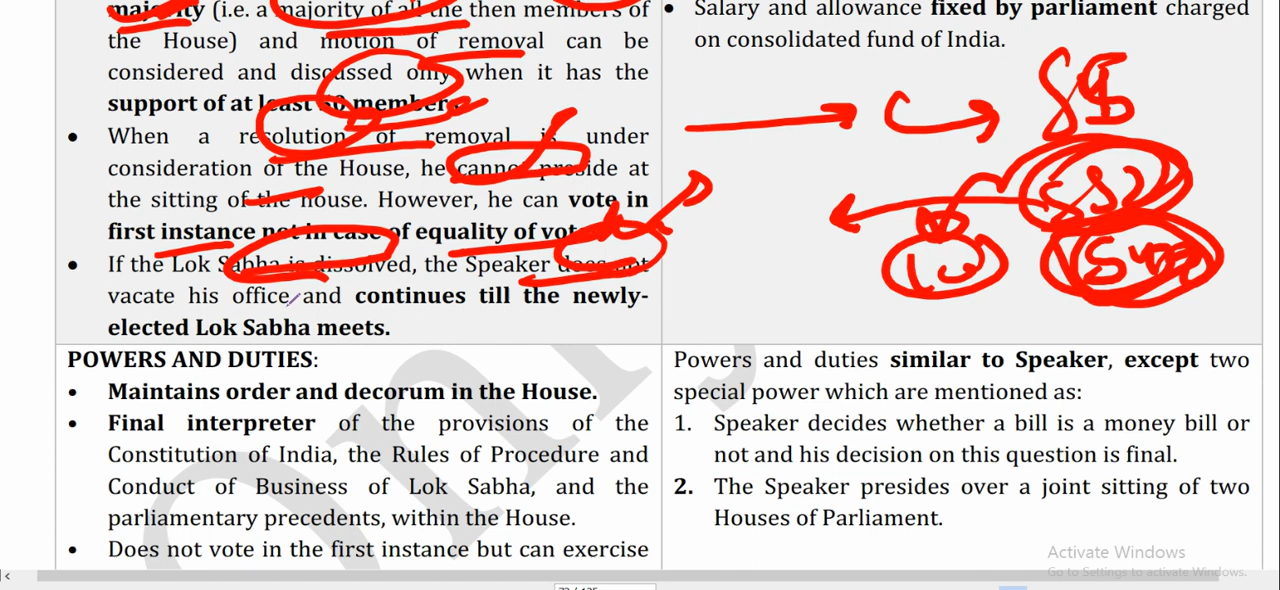 majority (i.e. a majority of all the then members of
the House) and motion of removal can be
considered and discussed only when it has the
support of at least 50 members.
When a resolution of removal is under
consideration of the House, he cannot preside at
the sitting of the house. However, he can vote in
first instance not in case of equality of vot
If the Lok Sabha is dissolved, the Speaker does not
vacate his office and continues till the newly-
elected Lok Sabha meets.
POWERS AND DUTIES:
• Maintains order and decorum in the House.
• Final interpreter of the provisions of the
Constitution of India, the Rules of Procedure and
Conduct of Business of Lok Sabha, and the
parliamentary precedents, within the House.
• Does not vote in the first instance but can exercise
• Salary and allowance fixed by parliament charged
on consolidated fund of India.
Powers and duties similar to Speaker, except two
special power which are mentioned as:
1. Speaker decides whether a bill is a money bill or
not and his decision on this question is final.
2. The Speaker presides over a joint sitting of two
Houses of Parliament.
Activate Windows
Go to Settings to activate Windows.